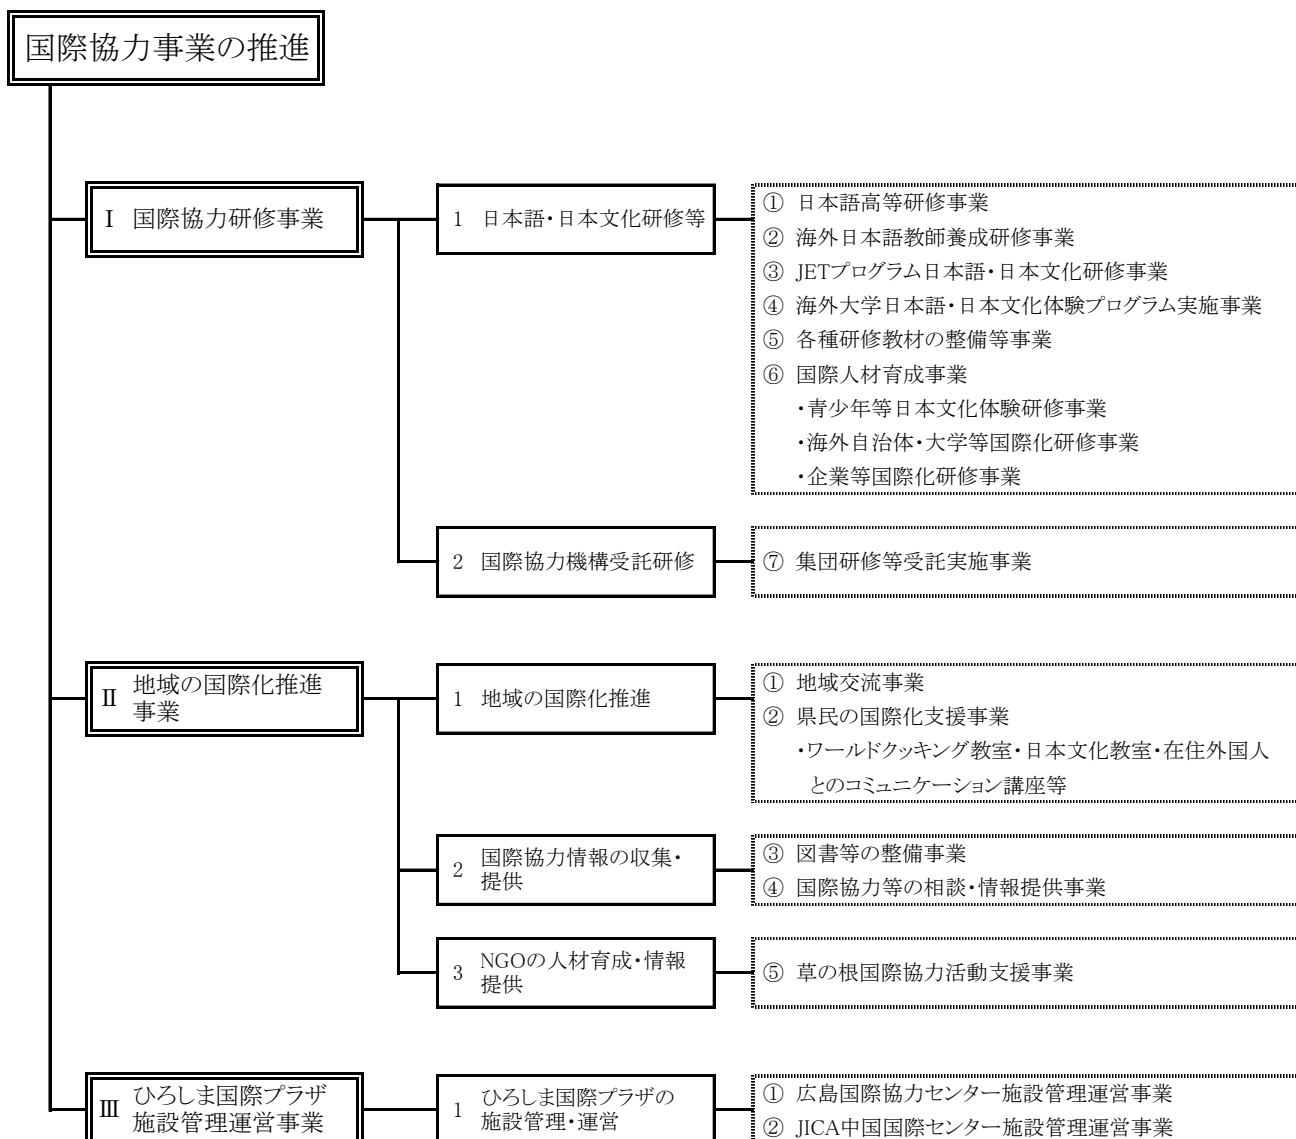 国際協力事業の推進
Ⅰ 国際協力研修事業
1 日本語・日本文化研修等
① 日本語高等研修事業
② 海外日本語教師養成研修事業
③ JETプログラム日本語・日本文化研修事業
④ 海外大学日本語・日本文化体験プログラム実施事業
⑤ 各種研修教材の整備等事業
⑥ 国際人材育成事業
・青少年等日本文化体験研修事業
・海外自治体・大学等国際化研修事業
・企業等国際化研修事業
2 国際協力機構受託研修
⑦ 集団研修等受託実施事業
Ⅱ 地域の国際化推進
事業
1 地域の国際化推進
① 地域交流事業
② 県民の国際化支援事業
・ワールドクッキング教室・日本文化教室・在住外国人
とのコミュニケーション講座等
2 国際協力情報の収集・
提供
③ 図書等の整備事業
④ 国際協力等の相談・情報提供事業
3 NGOの人材育成・情報
提供
⑤ 草の根国際協力活動支援事業
Ⅲ ひろしま国際プラザ
施設管理運営事業
1 ひろしま国際プラザの
施設管理・運営
① 広島国際協力センター施設管理運営事業
② JICA中国国際センター施設管理運営事業